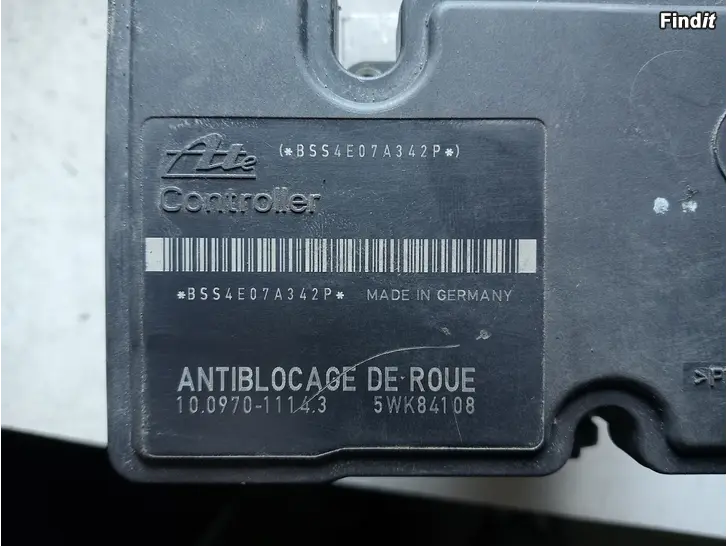 Findit
Ate (*BSS4E07A342P*)
Controller
*BSS4E07A342P* MADE IN GERMANY
ANTIBLOCAGE DE ROUE
10.0970-1114.3 5WK84108
>P